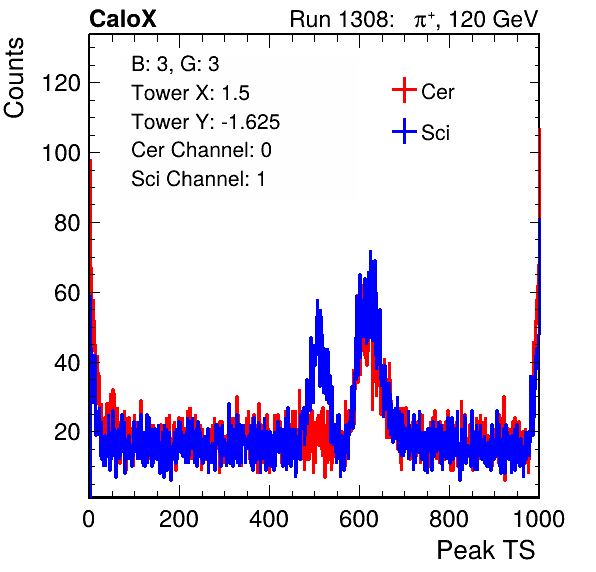 CaloX
Run 1308: π⁺, 120 GeV
Counts
B: 3, G: 3
Tower X: 1.5
Tower Y: -1.625
Cer Channel: 0
Sci Channel: 1
Cer
Sci
120
100
80
60
40
20
0 200 400 600 800 1000
Peak TS